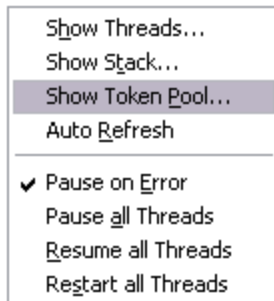 Show Threads...
Show Stack...
Show Token Pool...
Auto Refresh
Pause on Error
Pause all Threads
Resume all Threads
Restart all Threads